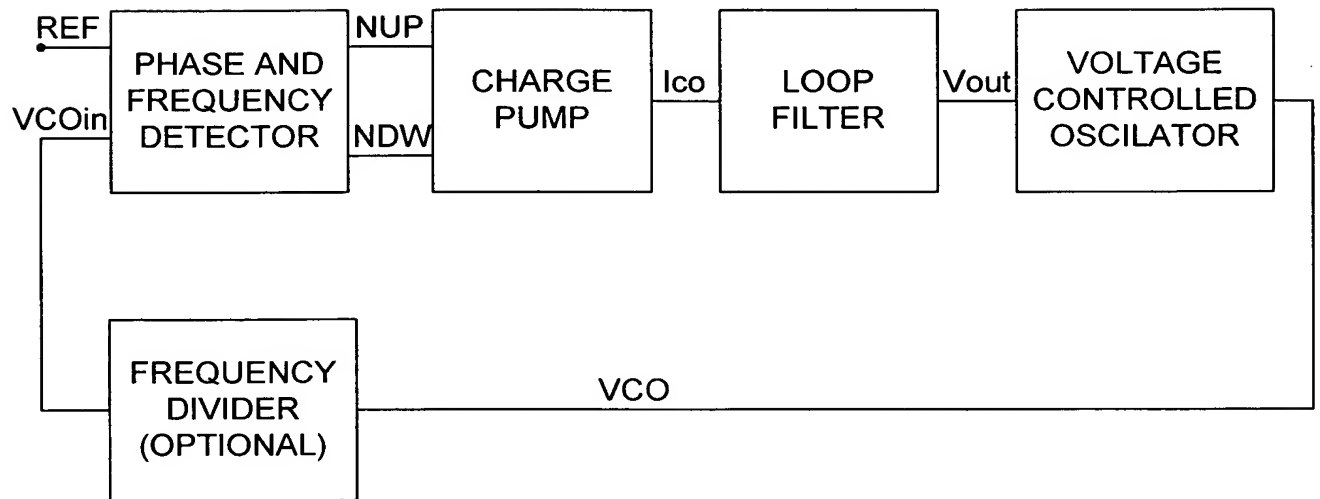 REF
VCOin
PHASE AND
FREQUENCY
DETECTOR
NUP
NDW
CHARGE
PUMP
Ico
LOOP
FILTER
Vout
VOLTAGE
CONTROLLED
OSCILATOR
FREQUENCY
DIVIDER
(OPTIONAL)
VCO